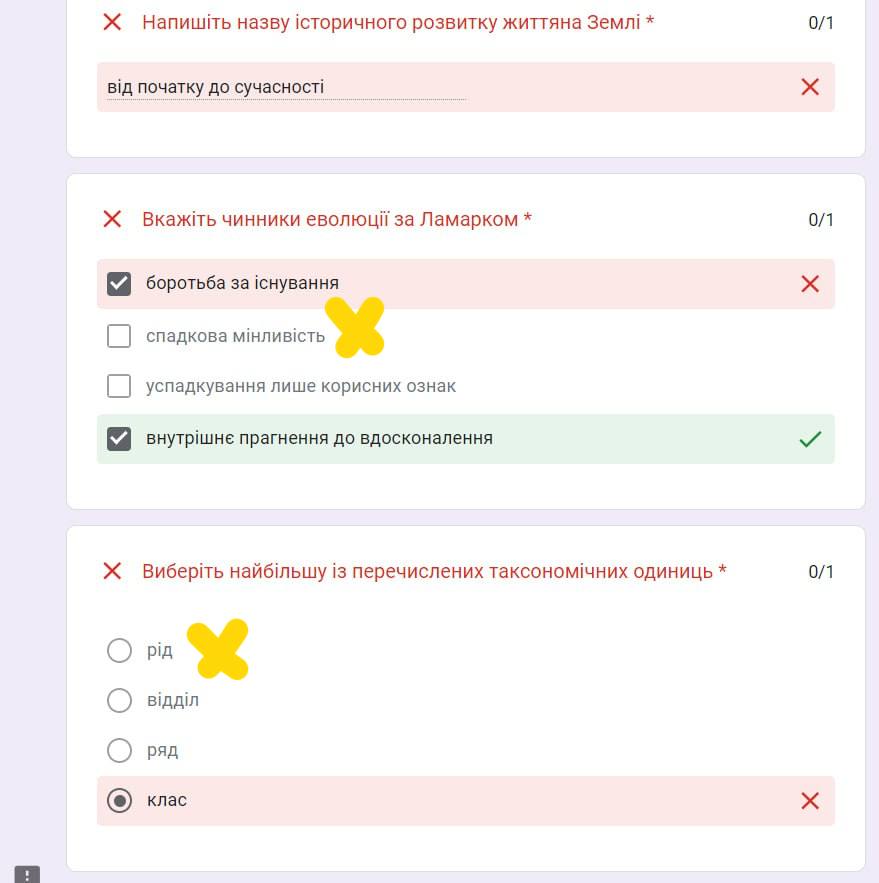 Напишіть назву історичного розвитку життяна Землі * 0/1
від початку до сучасності
Вкажіть чинники еволюції за Ламарком * 0/1
боротьба за існування
спадкова мінливість
успадкування лише корисних ознак
внутрішнє прагнення до вдосконалення
Виберіть найбільшу із перечислених таксономічних одиниць * 0/1
рід
відділ
ряд
клас